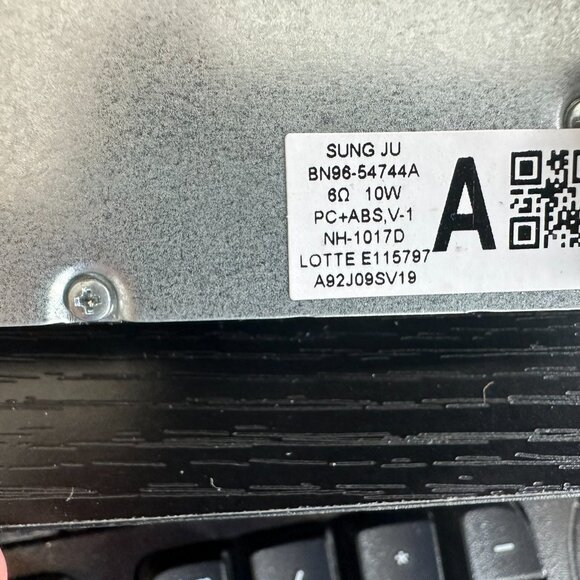 SUNG JU
BN96-54744A
6Ω 10W
PC+ABS,V-1
NH-1017D
LOTTE E115797
A92J09SV19
A
/
*
-